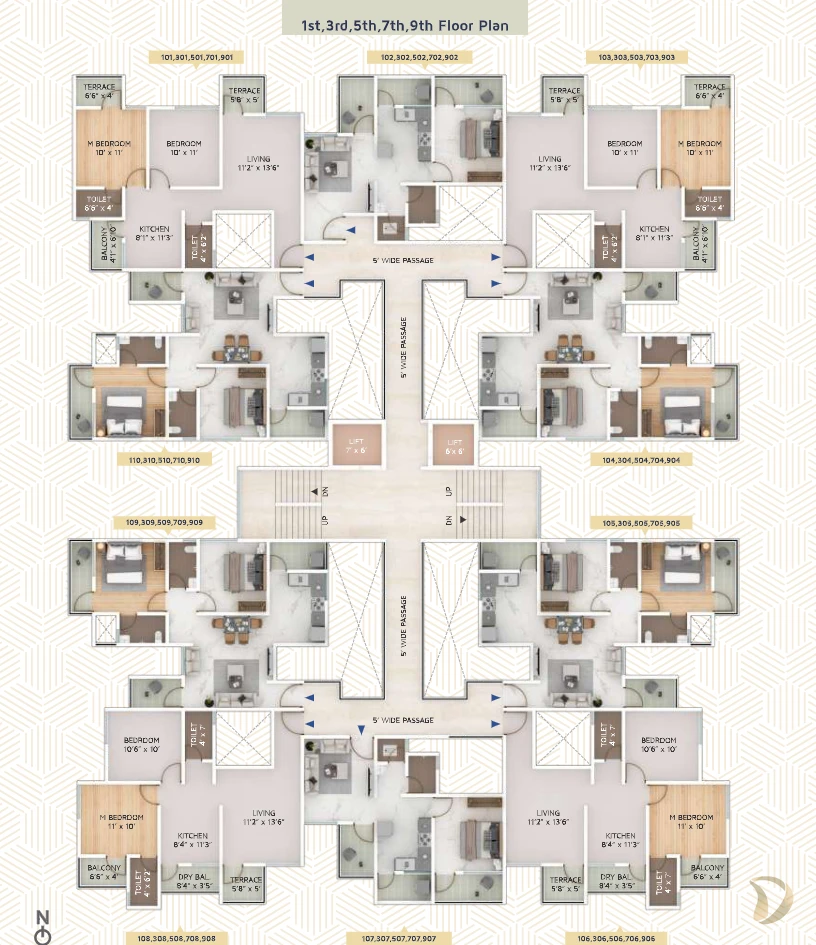 1st,3rd,5th,7th,9th Floor Plan
101,301,501,701,901
102,302,502,702,902
103,303,503,703,903
TERRACE
6'6" x 4'
TERRACE
5'8" x 5'
TERRACE
5'8" x 5'
TERRACE
6'6" x 4'
M BEDROOM
10' x 11'
BEDROOM
10' x 11'
LIVING
11'2" x 13'6"
LIVING
11'2" x 13'6"
BEDROOM
10' x 11'
M BEDROOM
10' x 11'
TOILET
6'6" x 4'
KITCHEN
8'1" x 11'3"
TOILET
4' x 6'2"
BALCONY
4'1" x 6'10"
TOILET
4' x 6'2"
KITCHEN
8'1" x 11'3"
TOILET
6'6" x 4'
BALCONY
4'1" x 6'10"
5' WIDE PASSAGE
5' WIDE PASSAGE
LIFT
7' x 6'
LIFT
6'x 6'
110,310,510,710,910
104,304,504,704,904
DN
UP
UP
DN
109,309,509,709,909
105,305,505,705,905
5' WIDE PASSAGE
5' WIDE PASSAGE
BEDROOM
10'6" x 10'
TOILET
4' x 7'
TOILET
4' x 7'
BEDROOM
10'6" x 10'
M BEDROOM
11' x 10'
KITCHEN
8'4" x 11'3"
LIVING
11'2" x 13'6"
LIVING
11'2" x 13'6"
KITCHEN
8'4" x 11'3"
M BEDROOM
11' x 10'
BALCONY
6'6" x 4'
TOILET
4' x 6'2"
DRY BAL
8'4" x 3'5"
TERRACE
5'8" x 5'
TERRACE
5'8" x 5'
DRY BAL
8'4" x 3'5"
TOILET
4' x 7'
BALCONY
6'6" x 4'
N
108,308,508,708,908
107,307,507,707,907
106,306,506,706,906